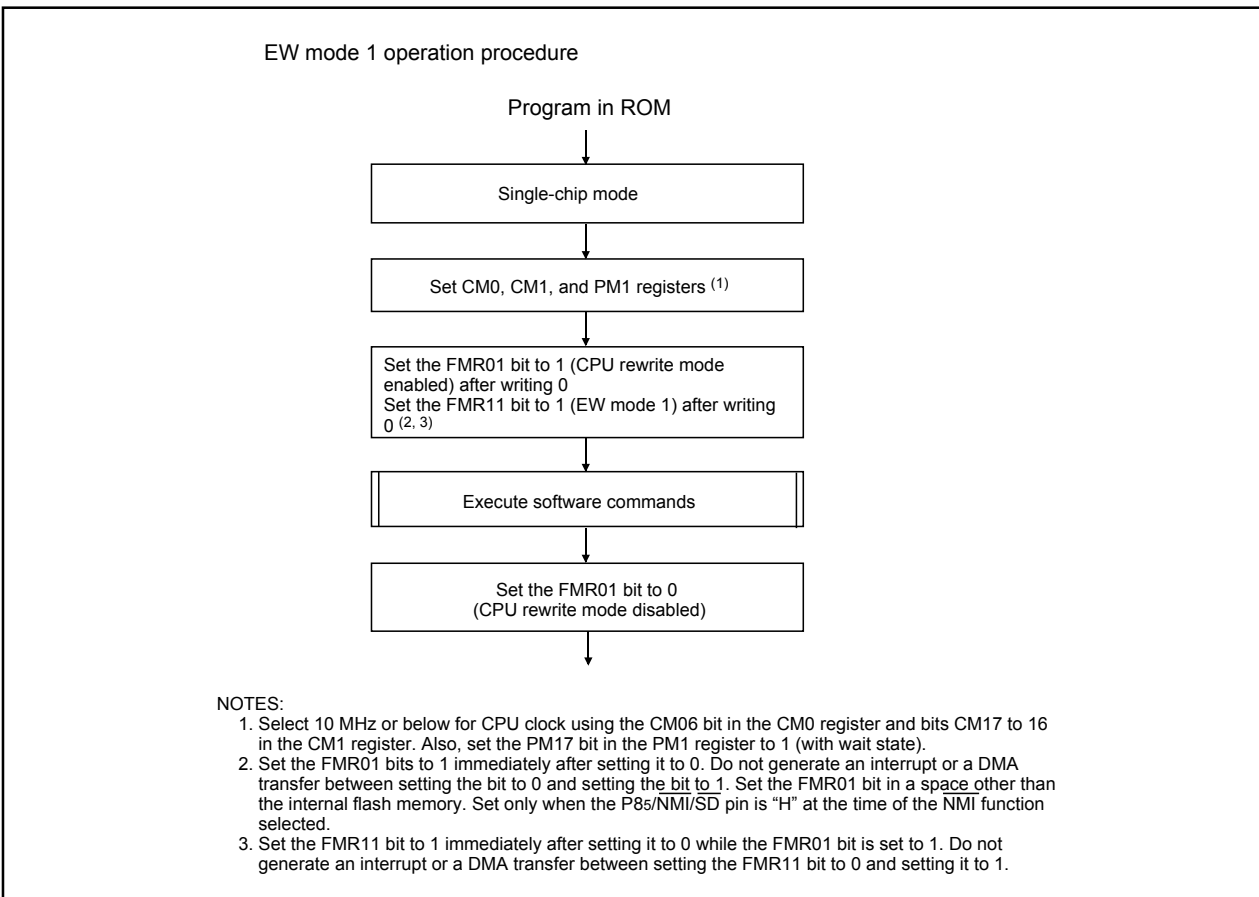 EW mode 1 operation procedure
Program in ROM
Single-chip mode
Set CM0, CM1, and PM1 registers (1)
Set the FMR01 bit to 1 (CPU rewrite mode
enabled) after writing 0
Set the FMR11 bit to 1 (EW mode 1) after writing
0 (2, 3)
Execute software commands
Set the FMR01 bit to 0
(CPU rewrite mode disabled)
NOTES:
1. Select 10 MHz or below for CPU clock using the CM06 bit in the CM0 register and bits CM17 to 16
in the CM1 register. Also, set the PM17 bit in the PM1 register to 1 (with wait state).
2. Set the FMR01 bits to 1 immediately after setting it to 0. Do not generate an interrupt or a DMA
transfer between setting the bit to 0 and setting the bit to 1. Set the FMR01 bit in a space other than
the internal flash memory. Set only when the P85/NMI/SD pin is “H” at the time of the NMI function
selected.
3. Set the FMR11 bit to 1 immediately after setting it to 0 while the FMR01 bit is set to 1. Do not
generate an interrupt or a DMA transfer between setting the FMR11 bit to 0 and setting it to 1.